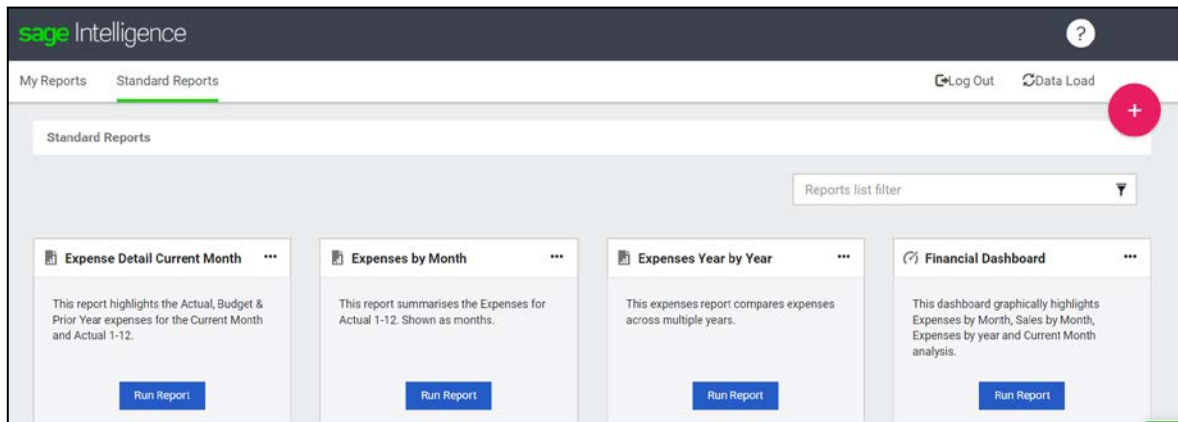 sage Intelligence
?
My Reports Standard Reports Log Out Data Load
+
Standard Reports
Reports list filter
Expense Detail Current Month ...
This report highlights the Actual, Budget &
Prior Year expenses for the Current Month
and Actual 1-12.
Run Report
Expenses by Month ...
This report summarises the Expenses for
Actual 1-12. Shown as months.
Run Report
Expenses Year by Year ...
This expenses report compares expenses
across multiple years.
Run Report
Financial Dashboard ...
This dashboard graphically highlights
Expenses by Month, Sales by Month,
Expenses by year and Current Month
analysis.
Run Report